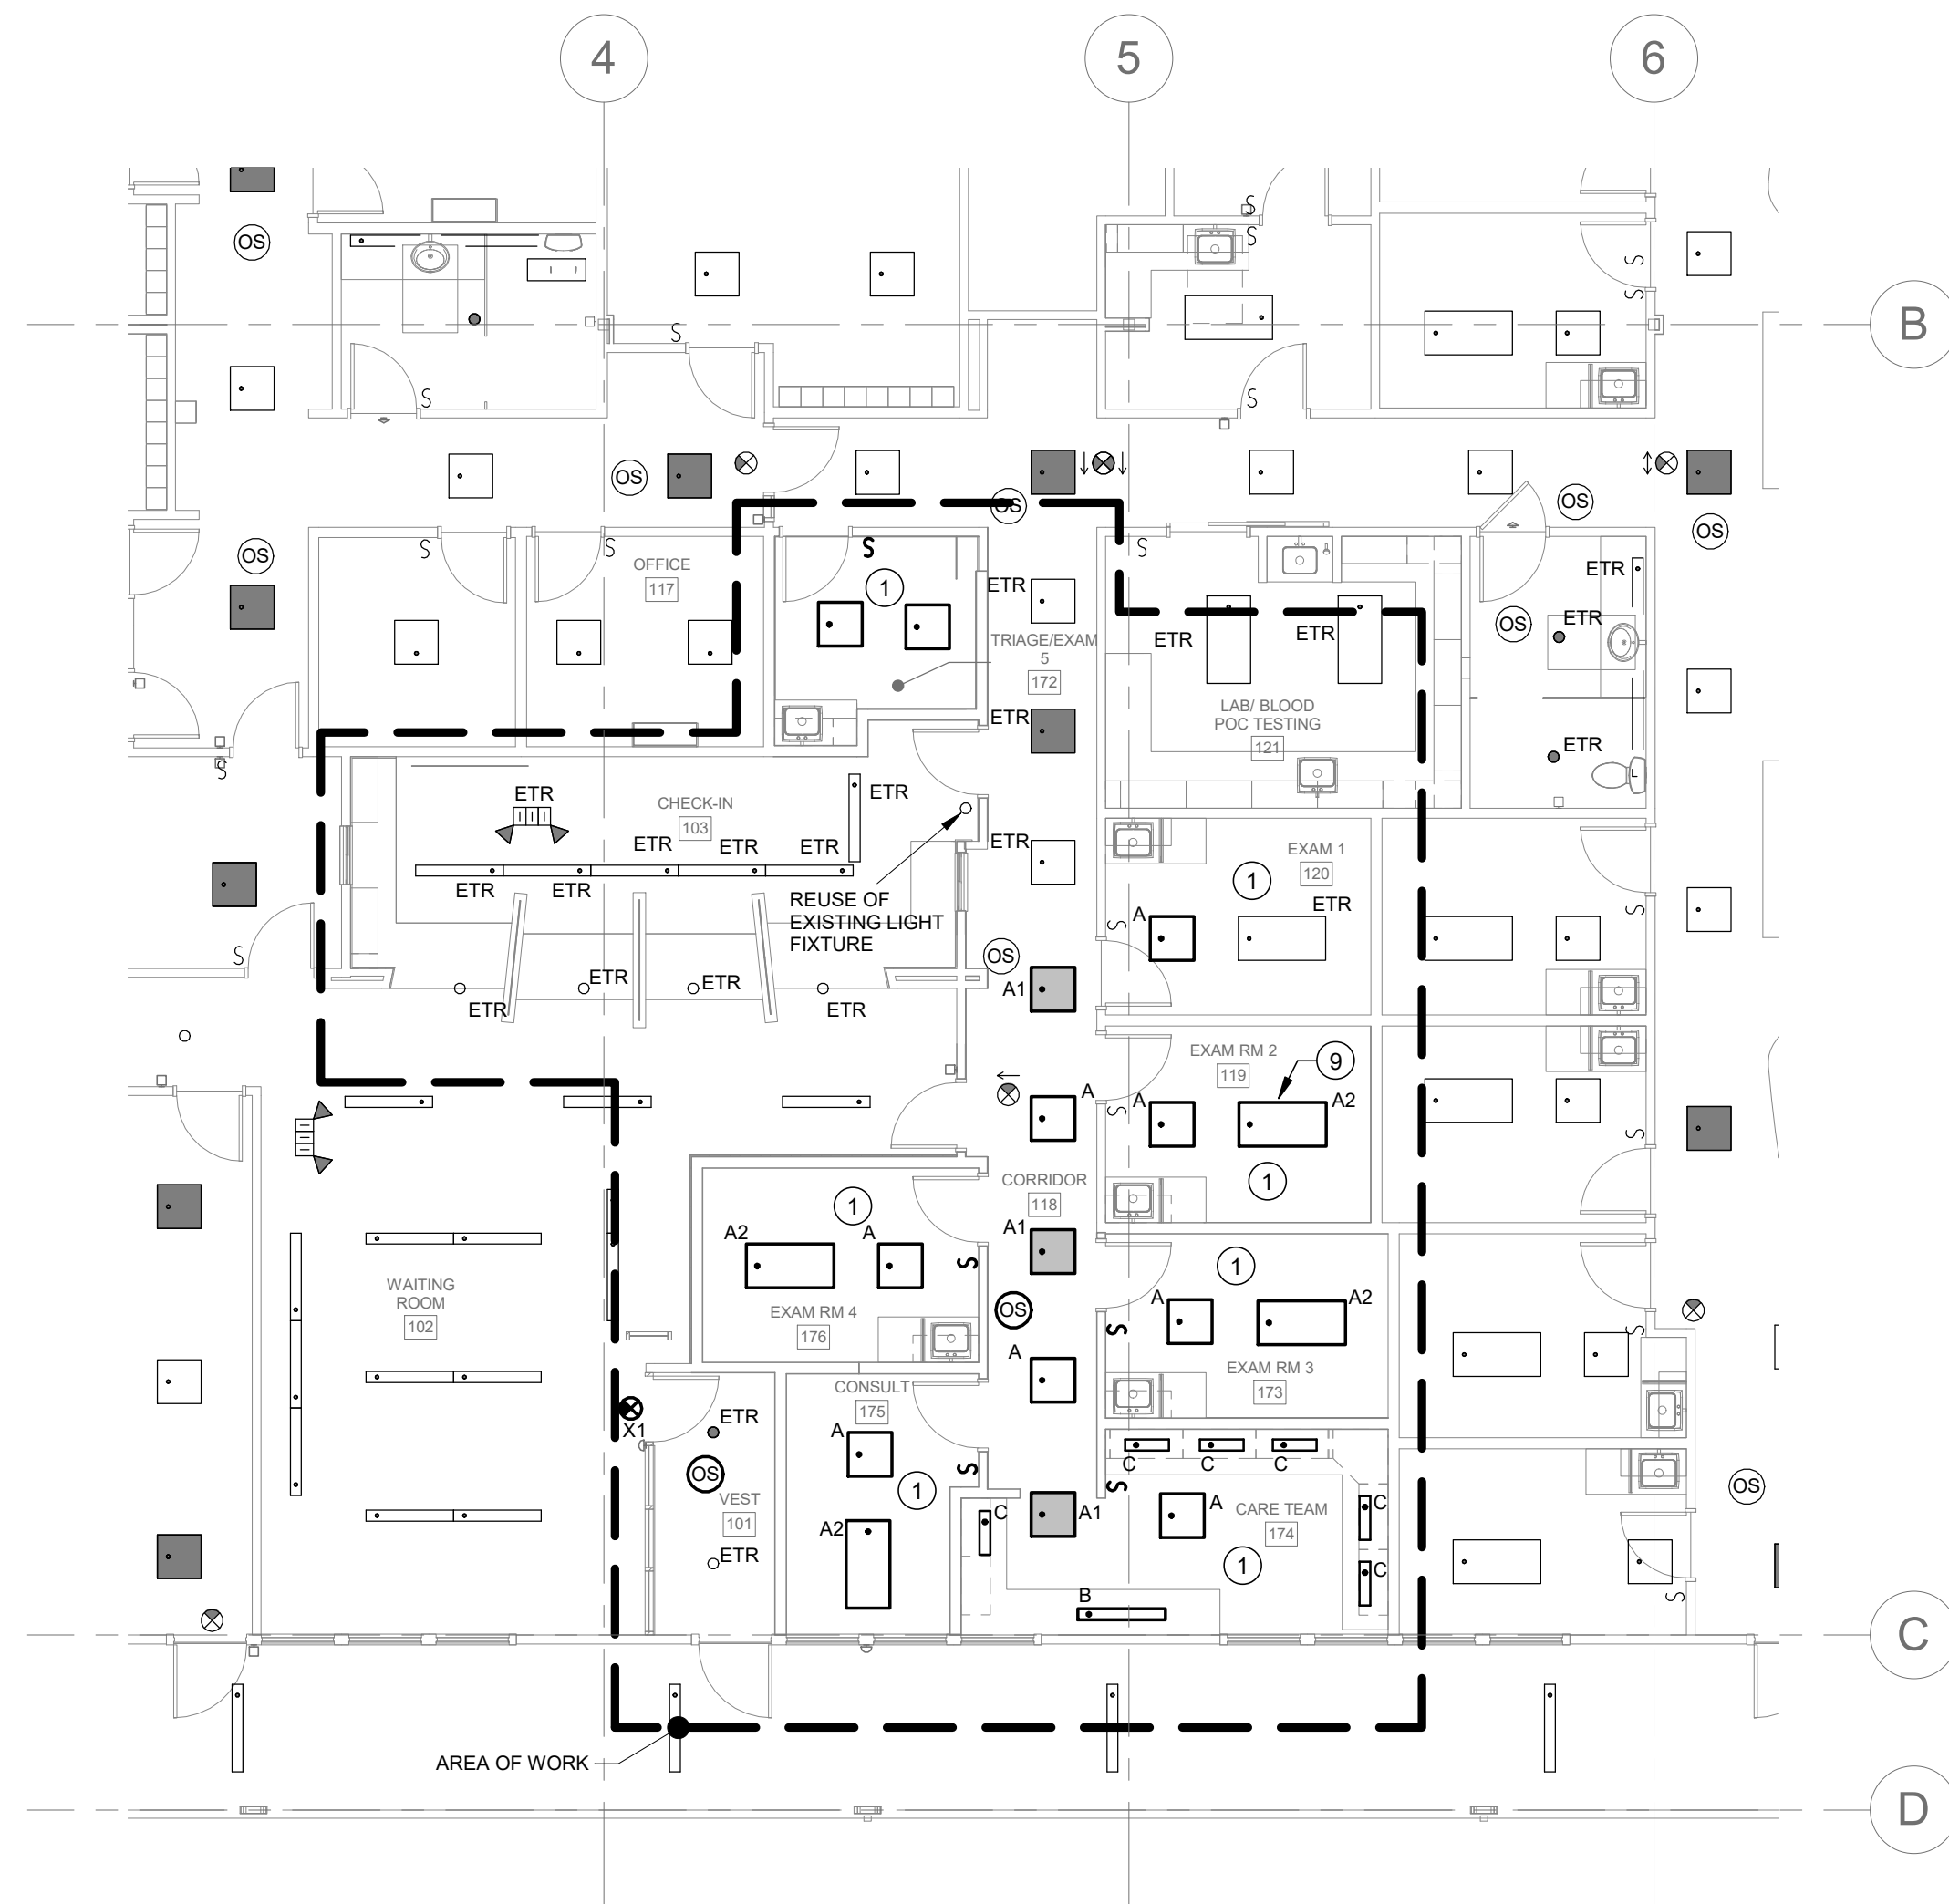 4
5
6
S
OS
S
S
S
S
B
S
S
S
OS
OS
OS
OS
OS
S
S
S
S
OFFICE
117
1
ETR
ETR
OS
ETR
ETR
ETR
TRIAGE/EXAM
5
172
ETR
LAB/ BLOOD
POC TESTING
121
ETR
S
ETR
ETR
CHECK-IN
103
ETR
ETR
ETR
ETR
ETR
ETR
EXAM 1
120
1
REUSE OF
EXISTING LIGHT
FIXTURE
ETR
A
S
S
S
OS
ETR
ETR
A1
ETR
ETR
EXAM RM 2
119
9
A
A
A2
S
S
CORRIDOR
118
1
1
A2
A
A1
S
WAITING
ROOM
102
1
EXAM RM 4
176
OS
A
A2
S
S
A
EXAM RM 3
173
CONSULT
175
X1
ETR
A
S
C
C
C
OS
1
S
OS
VEST
101
A2
C
A1
A
CARE TEAM
174
C
ETR
1
C
B
S
C
AREA OF WORK
D